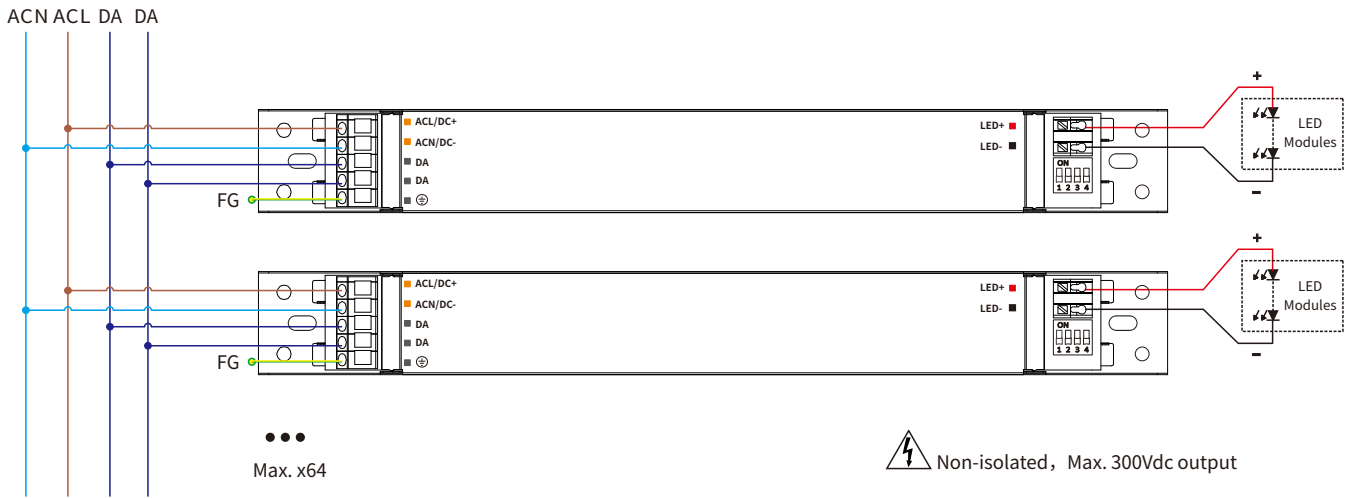 ACN ACL DA DA
ACL/DC+
ACN/DC-
DA
DA
FG
LED+
LED-
ON
1 2 3 4
+
LED
Modules
–
ACL/DC+
ACN/DC-
DA
DA
FG
LED+
LED-
ON
1 2 3 4
+
LED
Modules
–
●●●
Max. x64
Non-isolated，Max. 300Vdc output